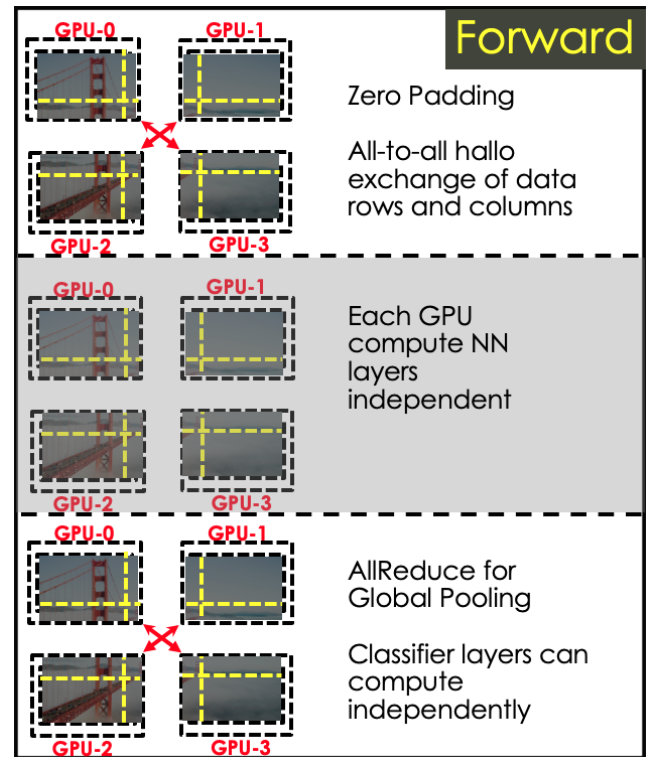 GPU-0 GPU-1
Forward
Zero Padding
All-to-all hallo
exchange of data
rows and columns
GPU-2 GPU-3
GPU-0 GPU-1
Each GPU
compute NN
layers
independent
GPU-2 GPU-3
GPU-0 GPU-1
AllReduce for
Global Pooling
Classifier layers can
compute
independently
GPU-2 GPU-3